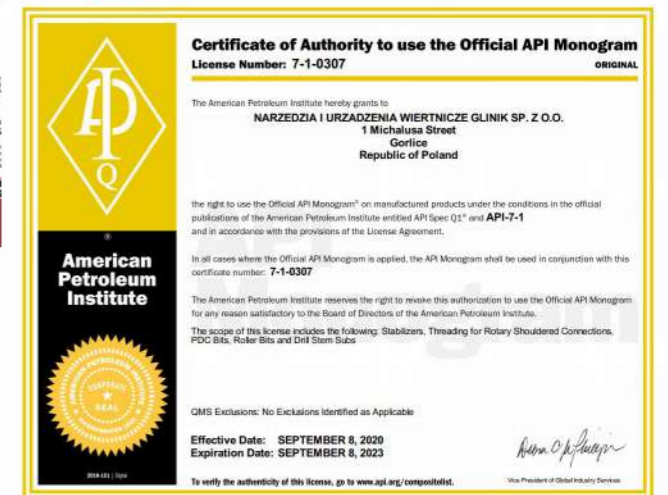 Certificate of Authority to use the Official API Monogram
License Number: 7-1-0307
ORIGINAL
The American Petroleum Institute hereby grants to
NARZEDZIA I URZADZENIA WIERTNICZE GLINIK SP. Z O.O.
1 Michalusa Street
Gorlice
Republic of Poland
the right to use the Official API Monogram® on manufactured products under the conditions in the official
publications of the American Petroleum Institute entitled API Spec Q1® and API-7-1
and in accordance with the provisions of the License Agreement.
In all cases where the Official API Monogram is applied, the API Monogram shall be used in conjunction with this
certificate number: 7-1-0307
The American Petroleum Institute reserves the right to revoke this authorization to use the Official API Monogram
for any reason satisfactory to the Board of Directors of the American Petroleum Institute.
The scope of this license includes the following: Stabilizers, Threading for Rotary Shouldered Connections,
PDC Bits, Roller Bits and Drill Stem Subs
QMS Exclusions: No Exclusions Identified as Applicable
Effective Date: SEPTEMBER 8, 2020
Expiration Date: SEPTEMBER 8, 2023
To verify the authenticity of this license, go to www.api.org/compositelist.
Vice President of Global Industry Services
API
Q
®
American
Petroleum
Institute
AMERICAN PETROLEUM INSTITUTE
CORPORATE
SEAL
2018-151 | Digital